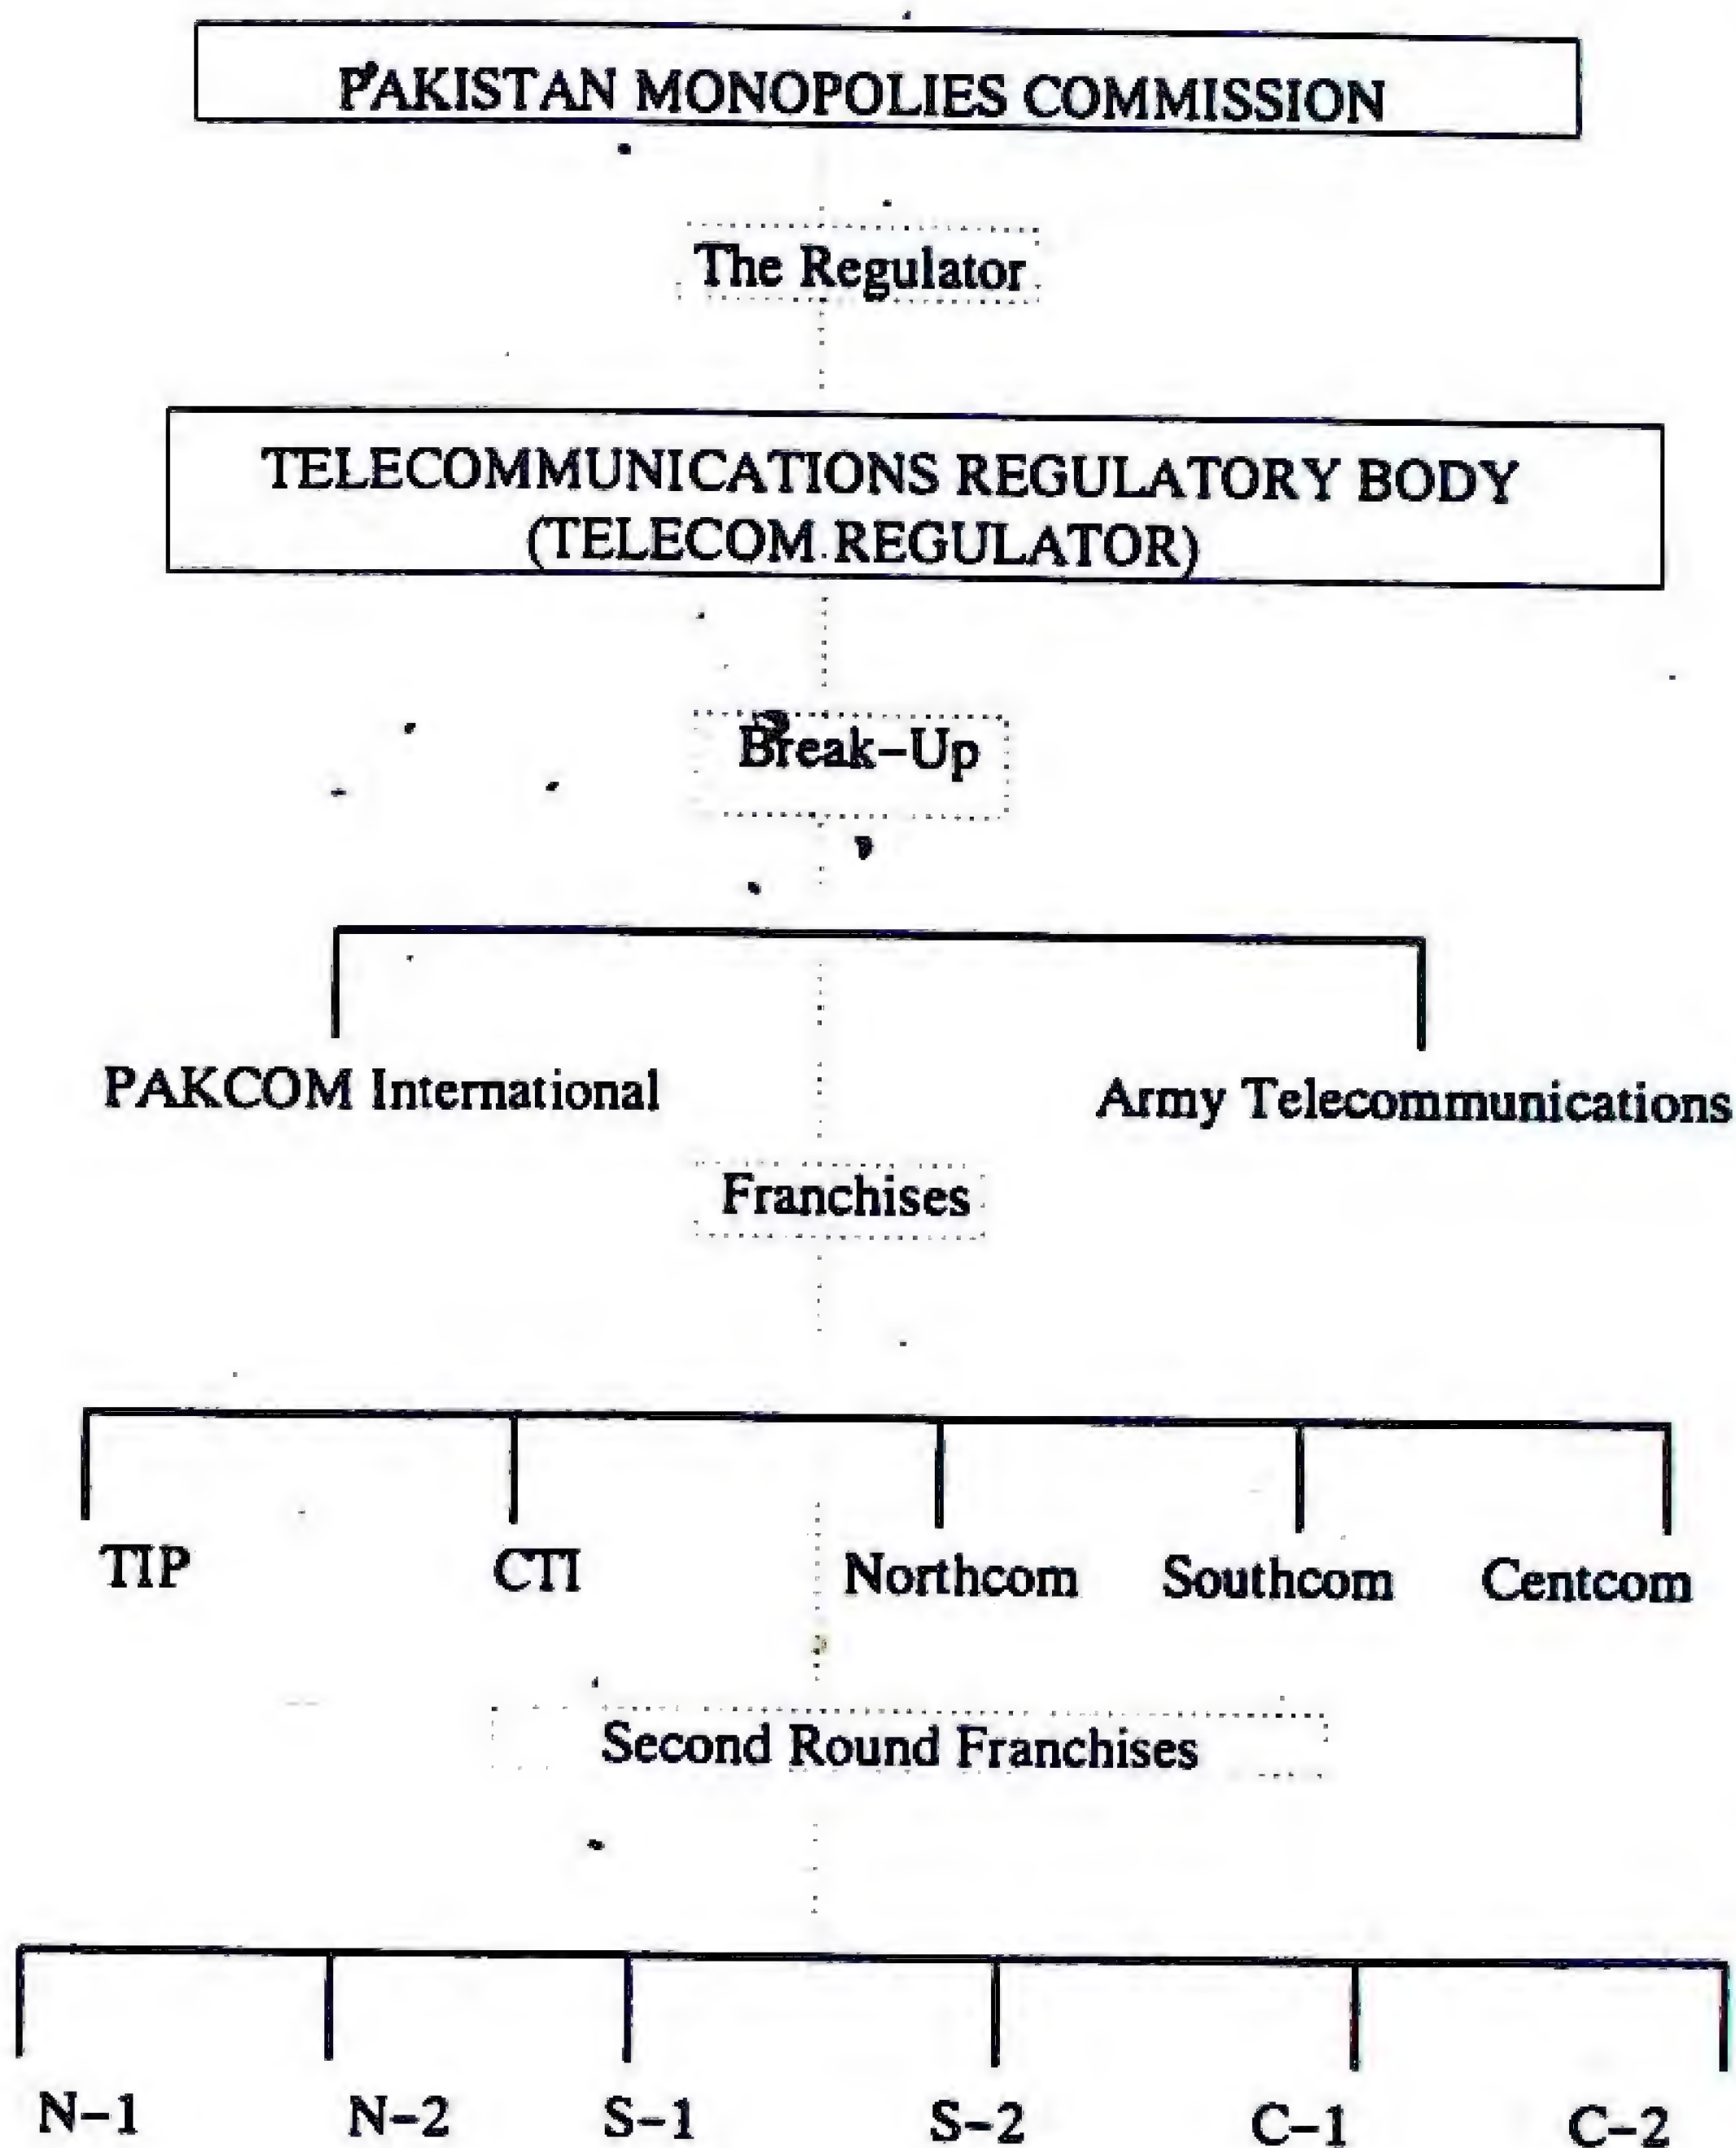 PAKISTAN MONOPOLIES COMMISSION
The Regulator
TELECOMMUNICATIONS REGULATORY BODY
(TELECOM REGULATOR)
Break-Up
PAKCOM International
Army Telecommunications
Franchises
TIP
CTI
Northcom
Southcom
Centcom
Second Round Franchises
N-1
N-2
S-1
S-2
C-1
C-2